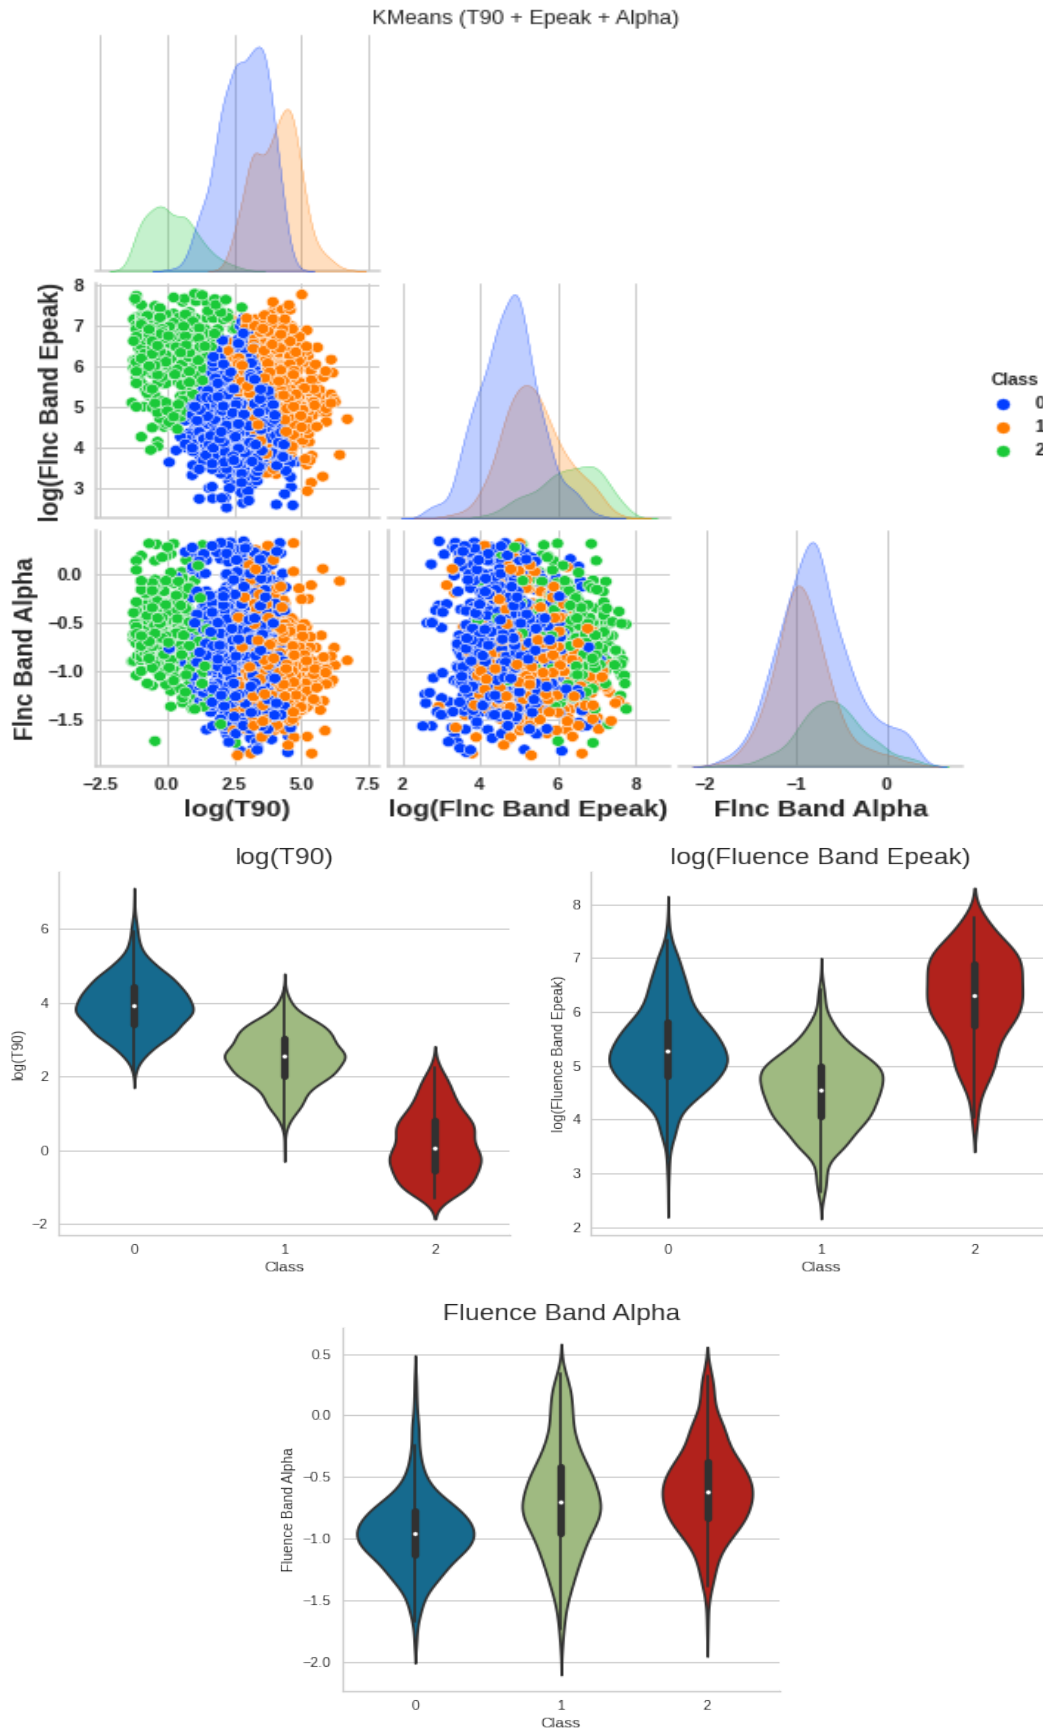 KMeans (T90 + Epeak + Alpha)
8
7
6
5
4
3
log(Flnc Band Epeak)
Class
0
1
2
0.0
−0.5
−1.0
−1.5
Flnc Band Alpha
−2.5 0.0 2.5 5.0 7.5 2 4 6 8 −2 −1 0
log(T90) log(Flnc Band Epeak) Flnc Band Alpha
log(T90) log(Fluence Band Epeak)
6
4
2
0
−2
log(T90)
0 1 2
Class
8
7
6
5
4
3
2
log(Fluence Band Epeak)
0 1 2
Class
Fluence Band Alpha
0.5
0.0
−0.5
−1.0
−1.5
−2.0
Fluence Band Alpha
0 1 2
Class